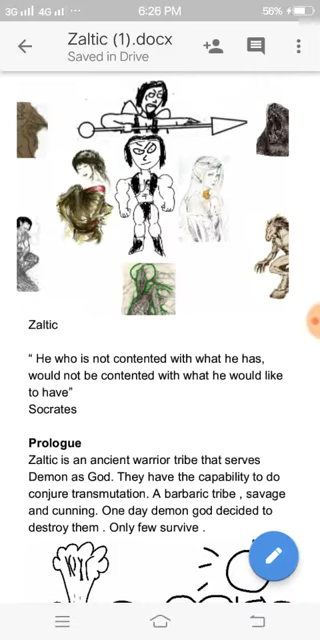 3G 4G ... 6:26 PM 56%
Zaltic (1).docx
Saved in Drive
Zaltic
“ He who is not contented with what he has,
would not be contented with what he would like
to have”
Socrates
Prologue
Zaltic is an ancient warrior tribe that serves
Demon as God. They have the capability to do
conjure transmutation. A barbaric tribe , savage
and cunning. One day demon god decided to
destroy them . Only few survive .